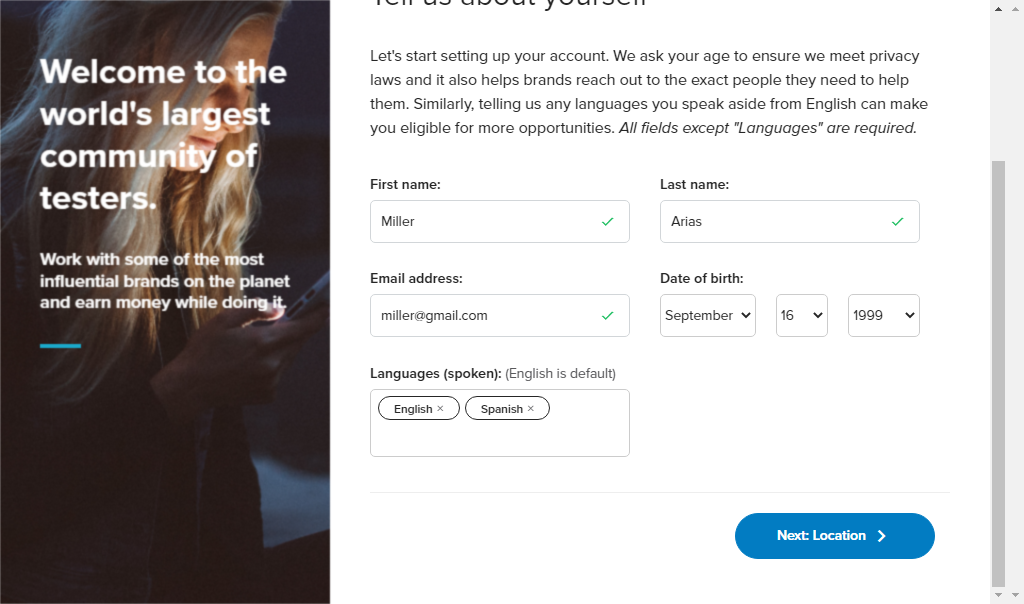 Tell us about yourself
Welcome to the
world's largest
community of
testers.
Work with some of the most
influential brands on the planet
and earn money while doing it.
Let's start setting up your account. We ask your age to ensure we meet privacy
laws and it also helps brands reach out to the exact people they need to help
them. Similarly, telling us any languages you speak aside from English can make
you eligible for more opportunities. All fields except "Languages" are required.
First name:
Last name:
Miller
Arias
Email address:
Date of birth:
miller@gmail.com
September
16
1999
Languages (spoken): (English is default)
English ×
Spanish ×
Next: Location